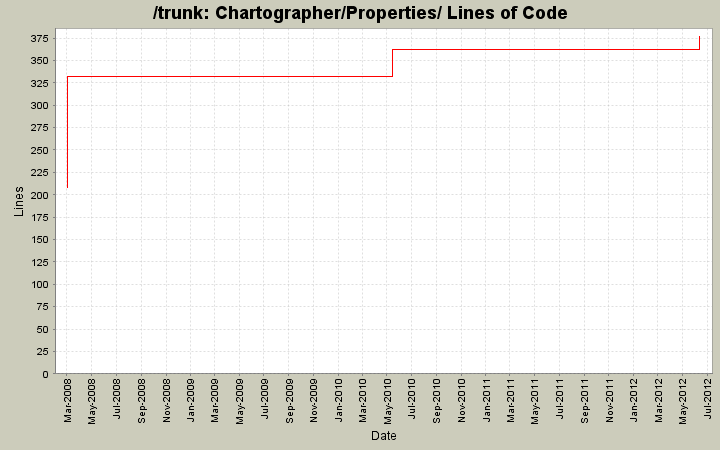 /trunk: Chartographer/Properties/ Lines of Code
375
350
325
300
275
250
225
200
175
150
125
100
75
50
25
0
Lines
Mar-2008
May-2008
Jul-2008
Sep-2008
Nov-2008
Jan-2009
Mar-2009
May-2009
Jul-2009
Sep-2009
Nov-2009
Jan-2010
Mar-2010
May-2010
Jul-2010
Sep-2010
Nov-2010
Jan-2011
Mar-2011
May-2011
Jul-2011
Sep-2011
Nov-2011
Jan-2012
Mar-2012
May-2012
Jul-2012
Date